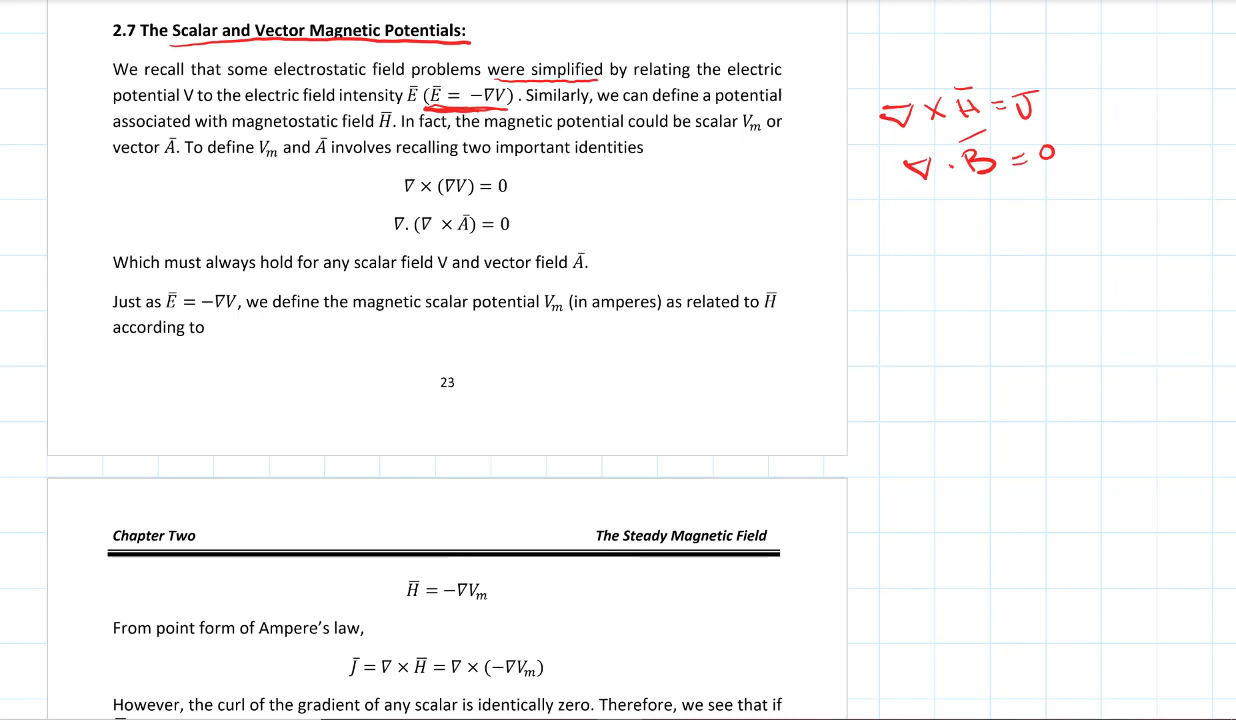 2.7 The Scalar and Vector Magnetic Potentials:
We recall that some electrostatic field problems were simplified by relating the electric
potential V to the electric field intensity E̅ (E̅ = −∇V) . Similarly, we can define a potential
associated with magnetostatic field H̅. In fact, the magnetic potential could be scalar Vₘ or
vector A̅. To define Vₘ and A̅ involves recalling two important identities
∇ × (∇V) = 0
∇. (∇ × A̅) = 0
Which must always hold for any scalar field V and vector field A̅.
Just as E̅ = −∇V, we define the magnetic scalar potential Vₘ (in amperes) as related to H̅
according to
23
∇ × H̅ = J̅
∇ . B̅ = 0
Chapter Two The Steady Magnetic Field
H̅ = −∇Vₘ
From point form of Ampere’s law,
J̅ = ∇ × H̅ = ∇ × (−∇Vₘ)
However, the curl of the gradient of any scalar is identically zero. Therefore, we see that if